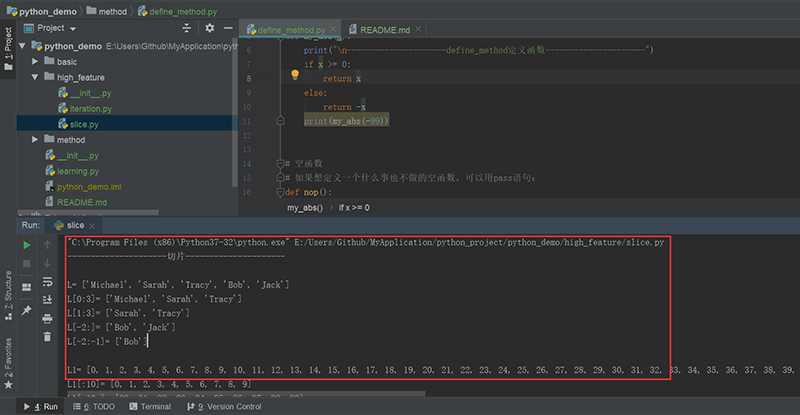 python_demo method define_method.py
Project
define_method.py README.md
1: Project
python_demo E:\Users\Github\MyApplication\pyth
basic
high_feature
__init__.py
iteration.py
slice.py
method
__init__.py
learning.py
python_demo.iml
README.md
6 print("\n----------------------define_method定义函数----------------------")
7 if x >= 0:
8 return x
9 else:
10 return -x
11 print(my_abs(-99))
12
13
14 # 空函数
15 # 如果想定义一个什么事也不做的空函数，可以用pass语句：
16 def nop():
my_abs() if x >= 0
Run: slice
"C:\Program Files (x86)\Python37-32\python.exe" E:/Users/Github/MyApplication/python_project/python_demo/high_feature/slice.py
----------------------切片----------------------
L= ['Michael', 'Sarah', 'Tracy', 'Bob', 'Jack']
L[0:3]= ['Michael', 'Sarah', 'Tracy']
L[1:3]= ['Sarah', 'Tracy']
L[-2:]= ['Bob', 'Jack']
L[-2:-1]= ['Bob']
L1= [0, 1, 2, 3, 4, 5, 6, 7, 8, 9, 10, 11, 12, 13, 14, 15, 16, 17, 18, 19, 20, 21, 22, 23, 24, 25, 26, 27, 28, 29, 30, 31, 32, 33, 34, 35, 36, 37, 38, 39,
L1[:10]= [0, 1, 2, 3, 4, 5, 6, 7, 8, 9]
7: Structure
2: Favorites
4: Run 6: TODO Terminal 9: Version Control